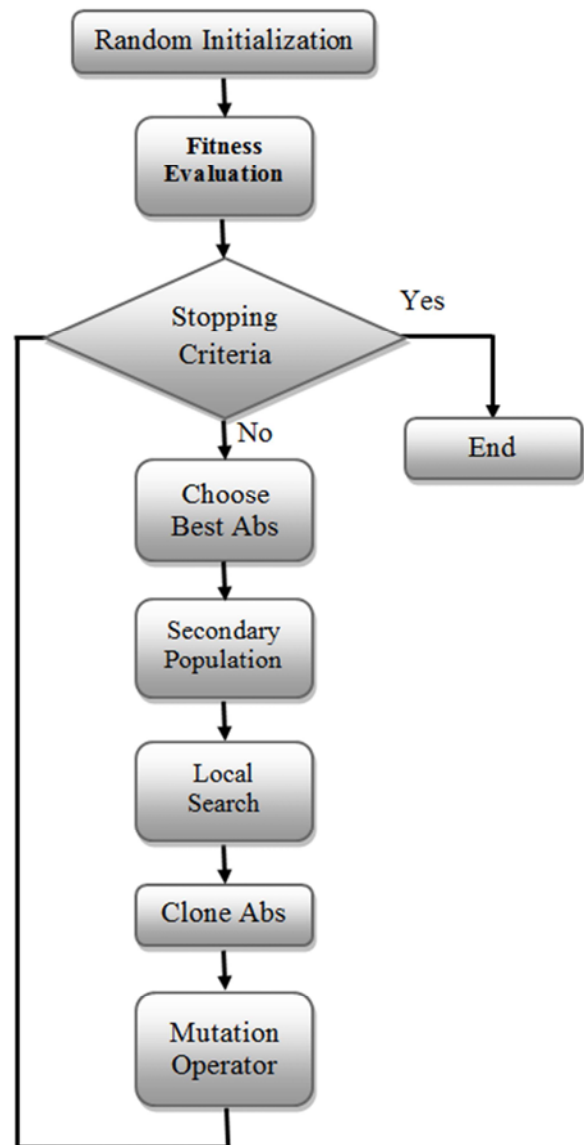 Random Initialization
Fitness
Evaluation
Stopping
Criteria
Yes
End
No
Choose
Best Abs
Secondary
Population
Local
Search
Clone Abs
Mutation
Operator